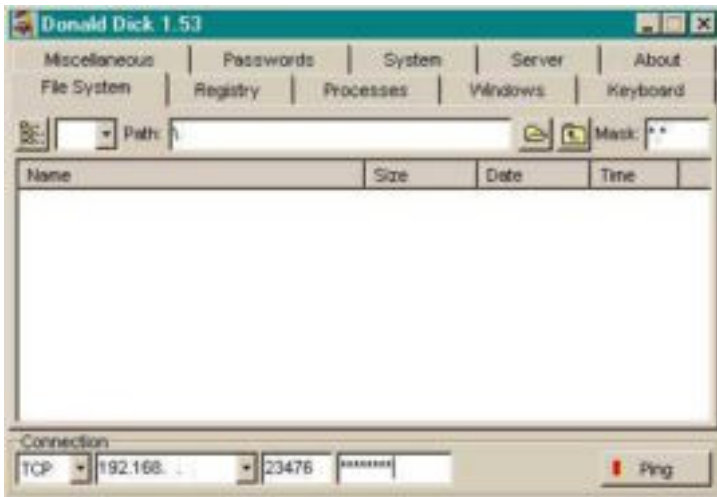 Donald Dick 1.53
Miscellaneous Passwords System Server About
File System Registry Processes Windows Keyboard
Path: \ Mask: *.*
Name Size Date Time
Connection
TCP 192.168. . 23476 ******** Ping